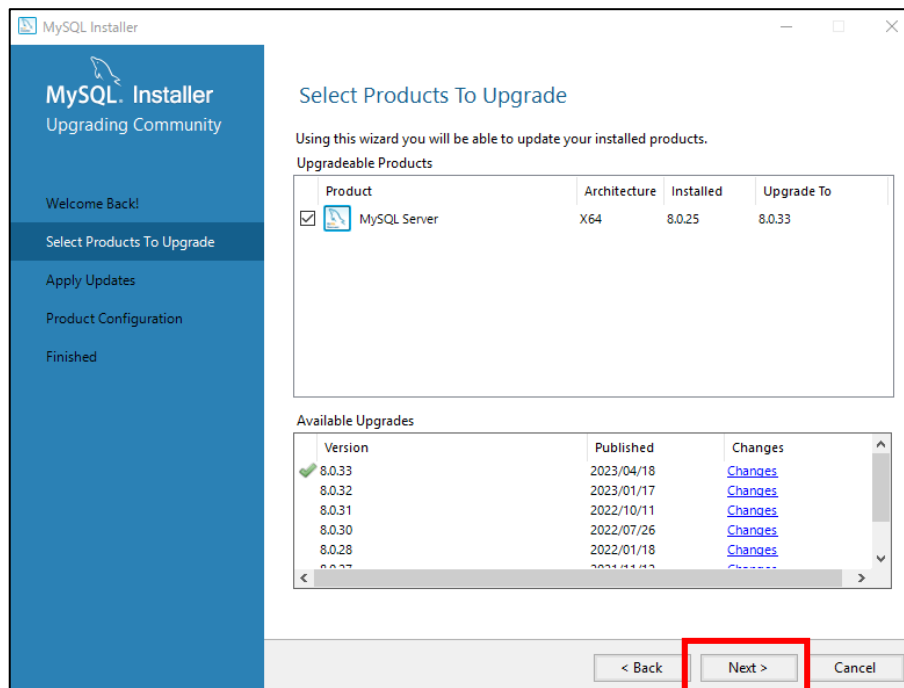 MySQL Installer
MySQL. Installer
Upgrading Community
Welcome Back!
Select Products To Upgrade
Apply Updates
Product Configuration
Finished
Select Products To Upgrade
Using this wizard you will be able to update your installed products.
Upgradeable Products
Product Architecture Installed Upgrade To
MySQL Server X64 8.0.25 8.0.33
Available Upgrades
Version Published Changes
8.0.33 2023/04/18 Changes
8.0.32 2023/01/17 Changes
8.0.31 2022/10/11 Changes
8.0.30 2022/07/26 Changes
8.0.28 2022/01/18 Changes
< Back Next > Cancel